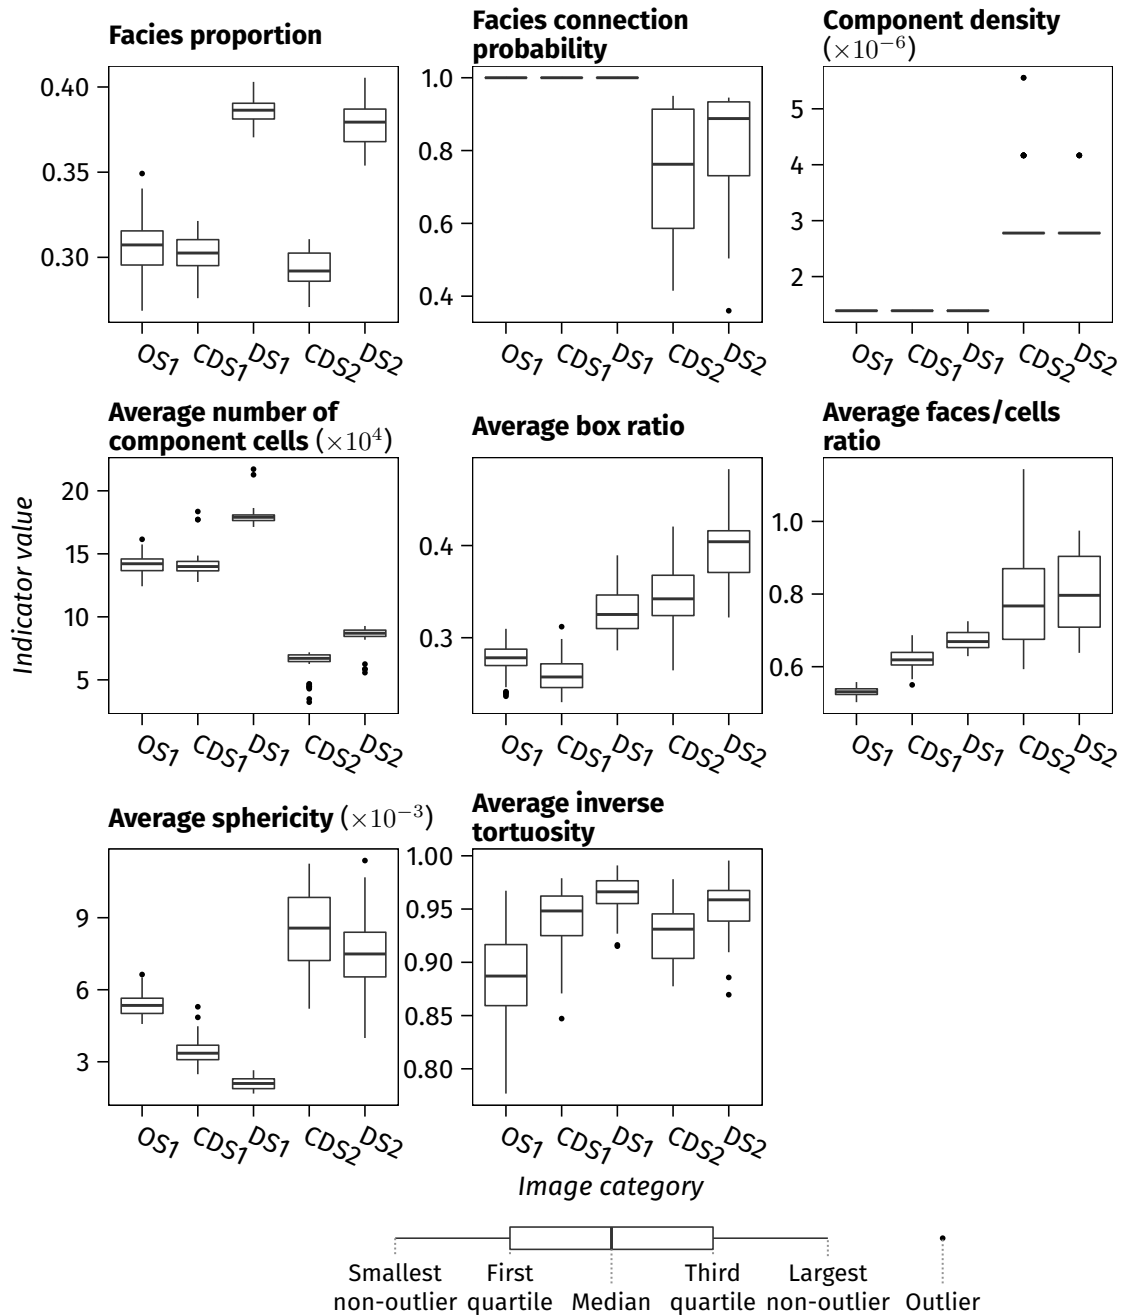 Facies proportion
Facies connection
probability
Component density
(×10⁻⁶)
0.40
0.35
0.30
1.0
0.8
0.6
0.4
5
4
3
2
OS1 CDS1 DS1 CDS2 DS2
OS1 CDS1 DS1 CDS2 DS2
OS1 CDS1 DS1 CDS2 DS2
Average number of
component cells (×10⁴)
Average box ratio
Average faces/cells
ratio
Indicator value
20
15
10
5
0.4
0.3
1.0
0.8
0.6
OS1 CDS1 DS1 CDS2 DS2
OS1 CDS1 DS1 CDS2 DS2
OS1 CDS1 DS1 CDS2 DS2
Average sphericity (×10⁻³)
Average inverse
tortuosity
9
6
3
1.00
0.95
0.90
0.85
0.80
OS1 CDS1 DS1 CDS2 DS2
OS1 CDS1 DS1 CDS2 DS2
Image category
Smallest
non-outlier
First
quartile
Median
Third
quartile
Largest
non-outlier
Outlier